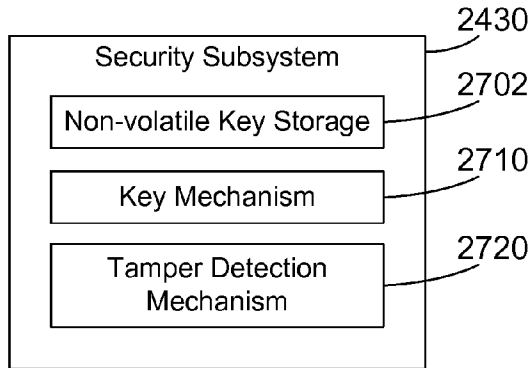 2430
Security Subsystem
2702
Non-volatile Key Storage
2710
Key Mechanism
2720
Tamper Detection
Mechanism